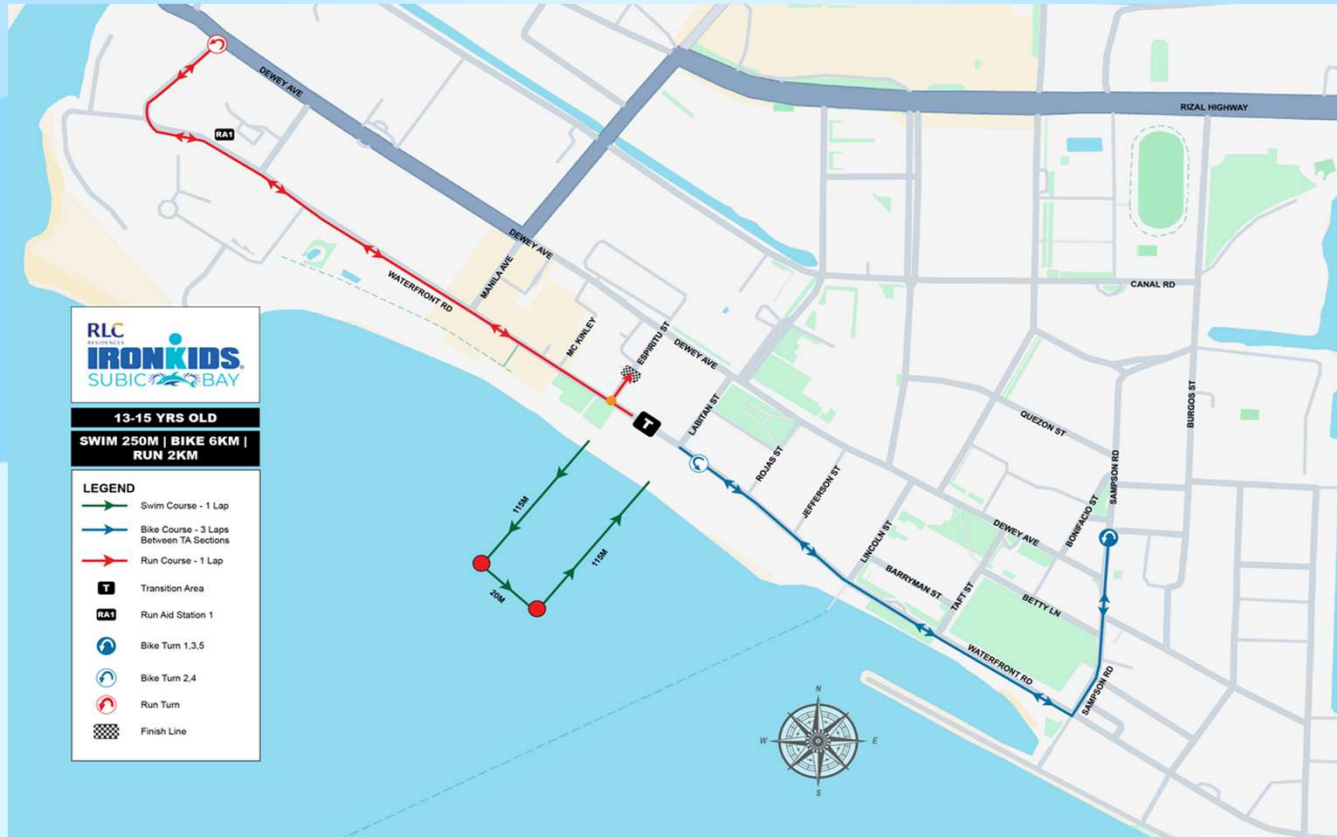 RLC
RESIDENCES
IRONKIDS.
SUBIC BAY
13-15 YRS OLD
SWIM 250M | BIKE 6KM |
RUN 2KM
LEGEND
Swim Course - 1 Lap
Bike Course - 3 Laps
Between TA Sections
Run Course - 1 Lap
T
Transition Area
RA1
Run Aid Station 1
Bike Turn 1,3,5
Bike Turn 2,4
Run Turn
Finish Line
DEWEY AVE
RIZAL HIGHWAY
RA1
DEWEY AVE
MANILA AVE
WATERFRONT RD
CANAL RD
MC KINLEY
ESPIRITU ST
DEWEY AVE
BURGOS ST
T
LABITAN ST
QUEZON ST
ROJAS ST
JEFFERSON ST
SAMPSON RD
BONIFACIO ST
LINCOLN ST
DEWEY AVE
BARRYMAN ST
TAFT ST
BETTY LN
WATERFRONT RD
SAMPSON RD
115M
20M
115M
N
W
E
S